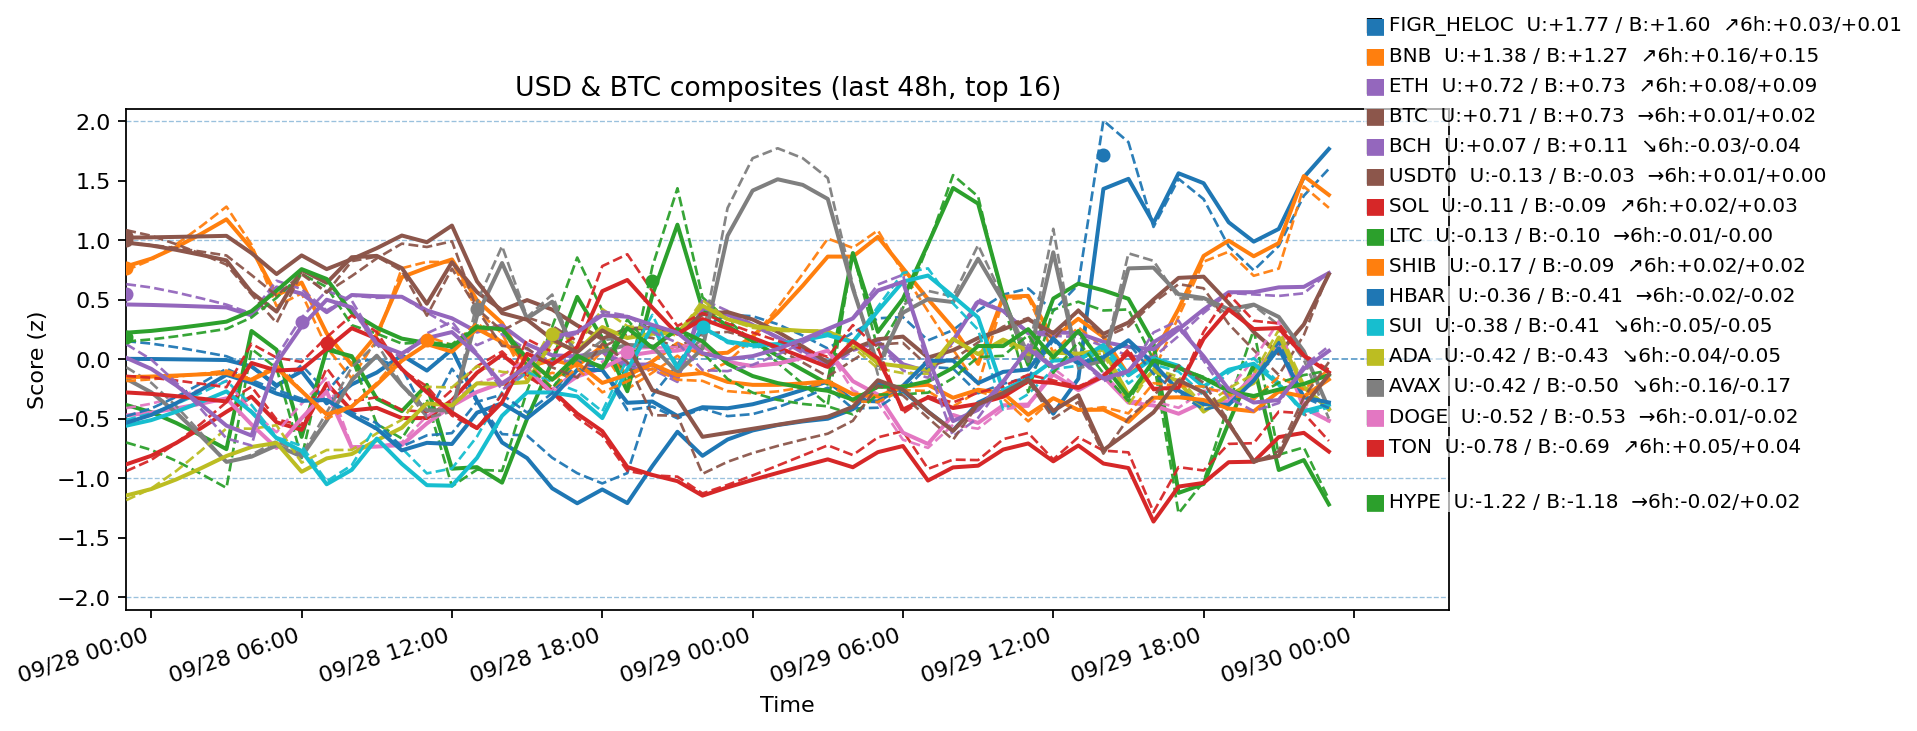 FIGR_HELOC U:+1.77 / B:+1.60 ↗6h:+0.03/+0.01
BNB U:+1.38 / B:+1.27 ↗6h:+0.16/+0.15
USD & BTC composites (last 48h, top 16)
ETH U:+0.72 / B:+0.73 ↗6h:+0.08/+0.09
BTC U:+0.71 / B:+0.73 →6h:+0.01/+0.02
BCH U:+0.07 / B:+0.11 ↘6h:-0.03/-0.04
USDT0 U:-0.13 / B:-0.03 →6h:+0.01/+0.00
SOL U:-0.11 / B:-0.09 ↗6h:+0.02/+0.03
LTC U:-0.13 / B:-0.10 →6h:-0.01/-0.00
SHIB U:-0.17 / B:-0.09 ↗6h:+0.02/+0.02
HBAR U:-0.36 / B:-0.41 →6h:-0.02/-0.02
SUI U:-0.38 / B:-0.41 ↘6h:-0.05/-0.05
ADA U:-0.42 / B:-0.43 ↘6h:-0.04/-0.05
AVAX U:-0.42 / B:-0.50 ↘6h:-0.16/-0.17
DOGE U:-0.52 / B:-0.53 →6h:-0.01/-0.02
TON U:-0.78 / B:-0.69 ↗6h:+0.05/+0.04
HYPE U:-1.22 / B:-1.18 →6h:-0.02/+0.02
Score (z)
2.0
1.5
1.0
0.5
0.0
−0.5
−1.0
−1.5
−2.0
09/28 00:00
09/28 06:00
09/28 12:00
09/28 18:00
09/29 00:00
09/29 06:00
09/29 12:00
09/29 18:00
09/30 00:00
Time